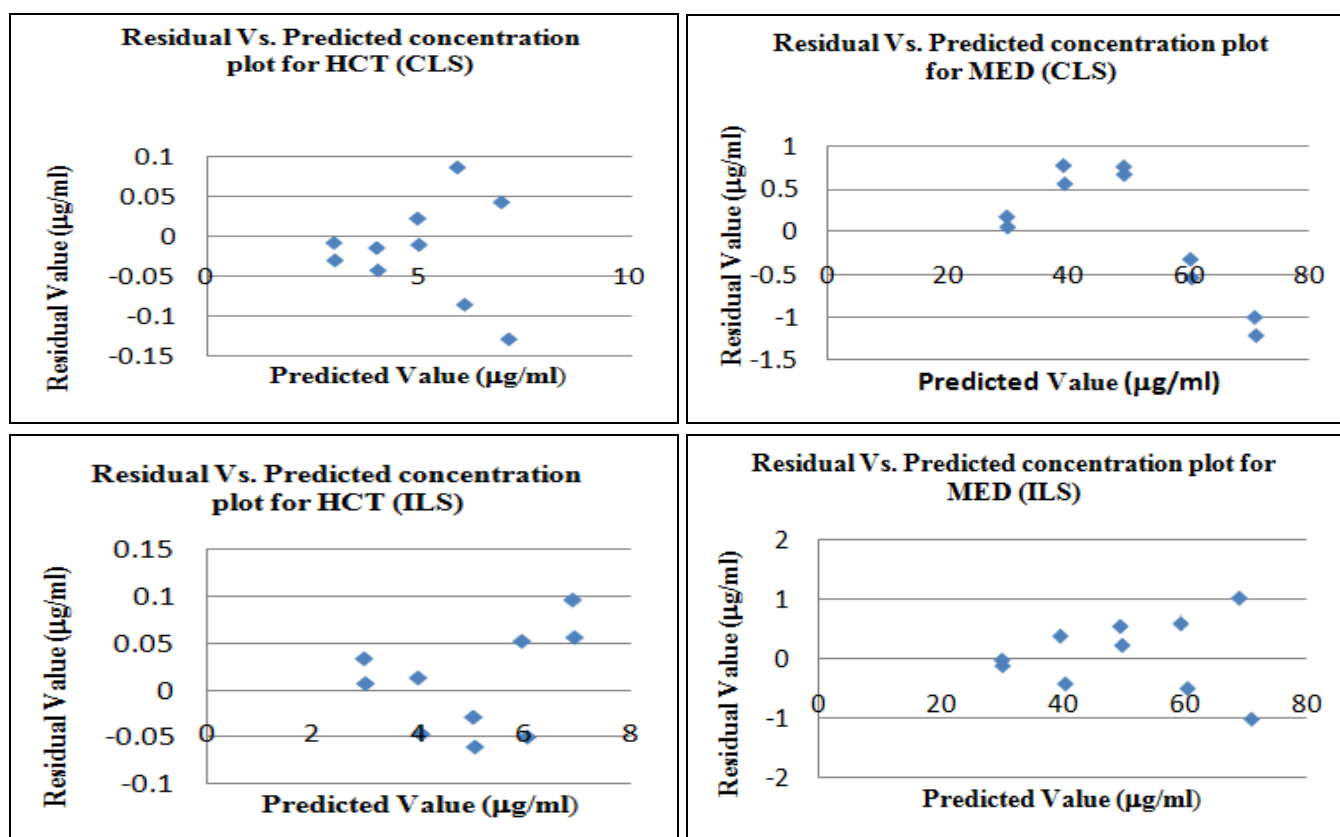 Residual Vs. Predicted concentration
plot for HCT (CLS)
Residual Value (µg/ml)
0.1
0.05
0
-0.05
-0.1
-0.15
0
5
10
Predicted Value (µg/ml)
Residual Vs. Predicted concentration plot
for MED (CLS)
Residual Value (µg/ml)
1
0.5
0
-0.5
-1
-1.5
0
20
40
60
80
Predicted Value (µg/ml)
Residual Vs. Predicted concentration
plot for HCT (ILS)
Residual Value (µg/ml)
0.15
0.1
0.05
0
-0.05
-0.1
0
2
4
6
8
Predicted Value (µg/ml)
Residual Vs. Predicted concentration plot for
MED (ILS)
Residual Value (µg/ml)
2
1
0
-1
-2
0
20
40
60
80
Predicted Value (µg/ml)